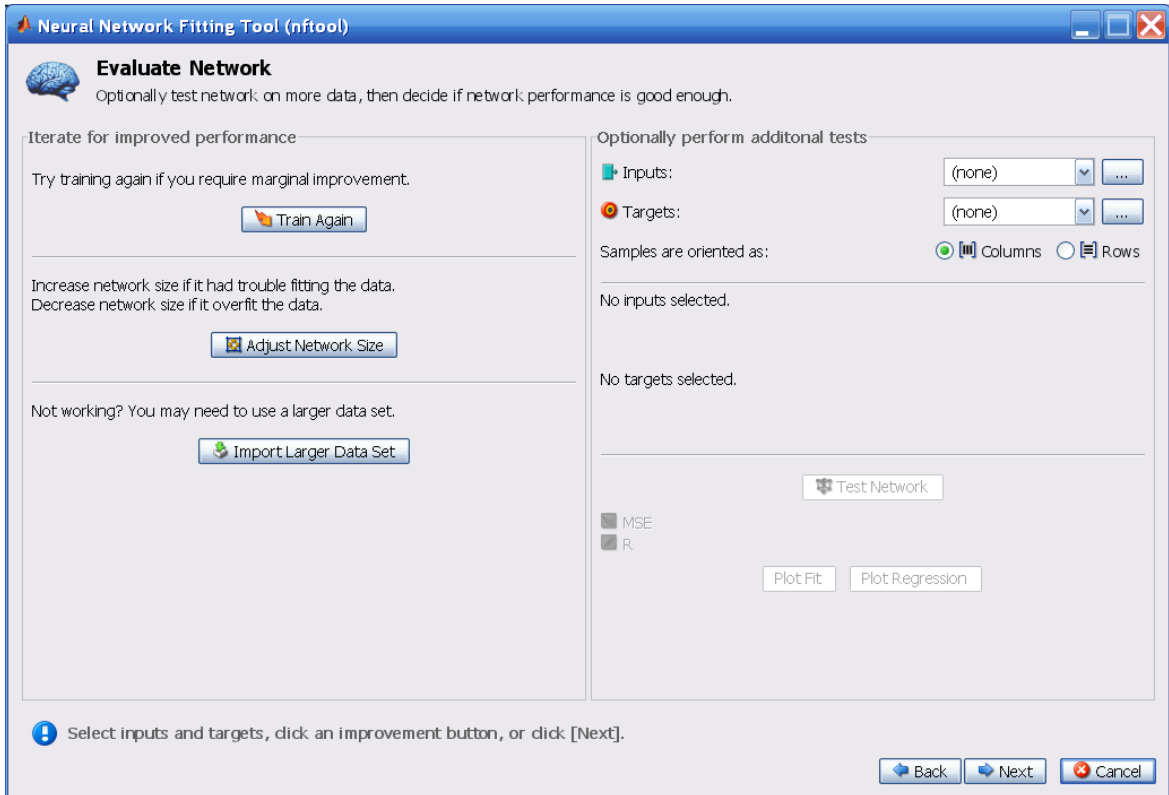 Neural Network Fitting Tool (nftool)
Evaluate Network
Optionally test network on more data, then decide if network performance is good enough.
Iterate for improved performance
Try training again if you require marginal improvement.
Train Again
Increase network size if it had trouble fitting the data.
Decrease network size if it overfit the data.
Adjust Network Size
Not working? You may need to use a larger data set.
Import Larger Data Set
Optionally perform additonal tests
Inputs: (none) ...
Targets: (none) ...
Samples are oriented as: Columns Rows
No inputs selected.
No targets selected.
Test Network
MSE
R
Plot Fit Plot Regression
Select inputs and targets, click an improvement button, or click [Next].
Back Next Cancel